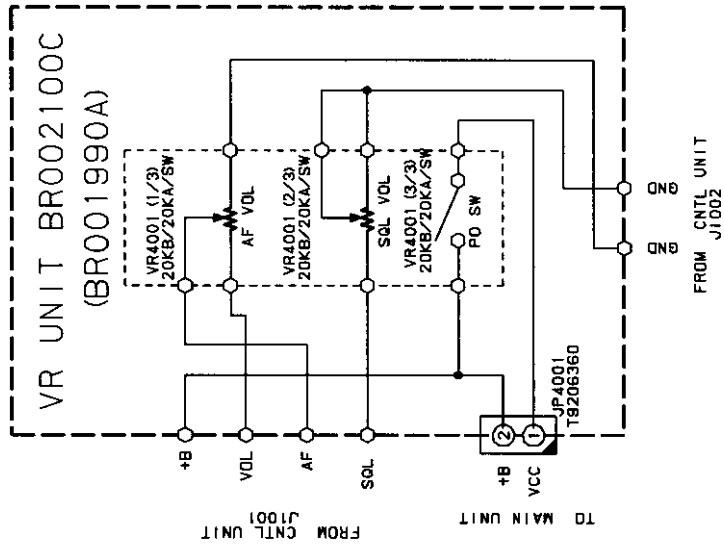 VR UNIT BR002100C
(BR001990A)
VR4001 (1/3)
20KB/20KA/SW
AF VOL
VR4001 (2/3)
20KB/20KA/SW
SQL VOL
VR4001 (3/3)
20KB/20KA/SW
PO SW
+B
VOL
AF
SQL
FROM CNTL UNIT
J1001
+B
VCC
2
1
JP4001
T9206360
TO MAIN UNIT
GND
GND
FROM CNTL UNIT
J1002